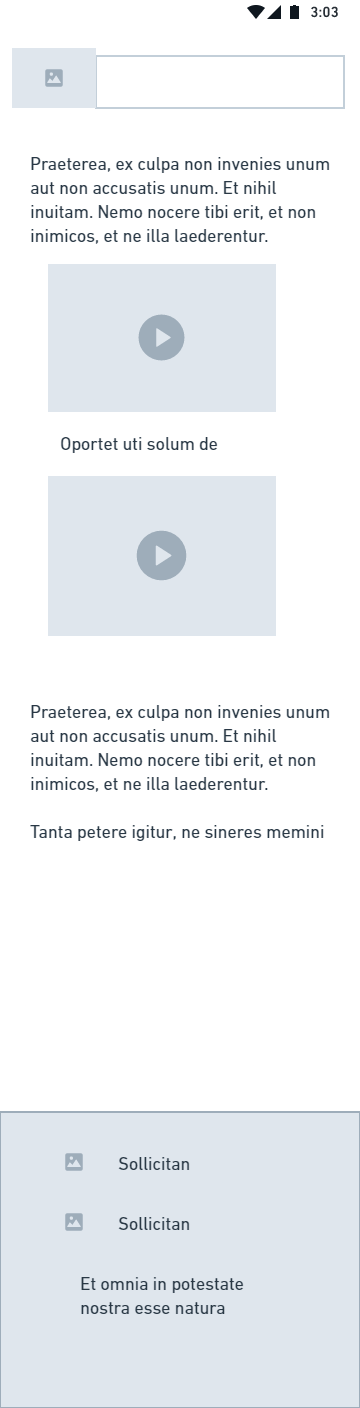 3:03
Praeterea, ex culpa non invenies unum
aut non accusatis unum. Et nihil
inuitam. Nemo nocere tibi erit, et non
inimicos, et ne illa laederentur.
Oportet uti solum de
Praeterea, ex culpa non invenies unum
aut non accusatis unum. Et nihil
inuitam. Nemo nocere tibi erit, et non
inimicos, et ne illa laederentur.
Tanta petere igitur, ne sineres memini
Sollicitan
Sollicitan
Et omnia in potestate
nostra esse natura